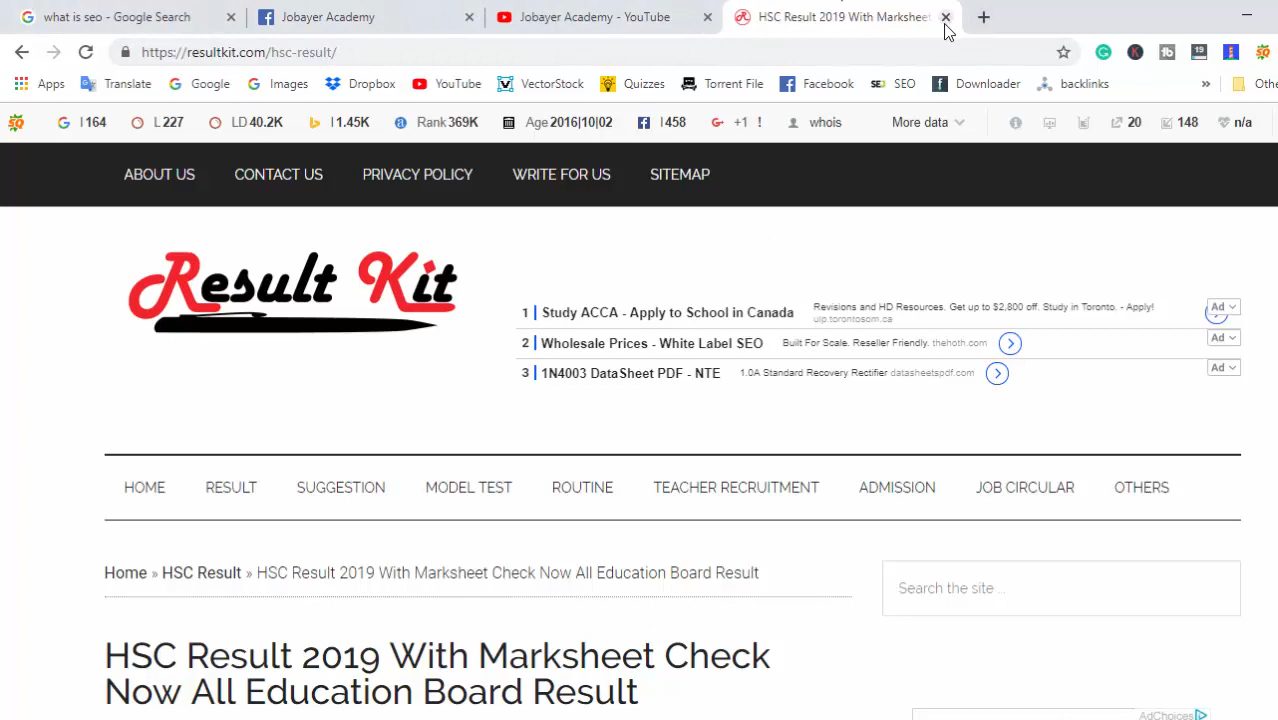 what is seo - Google Search
Jobayer Academy
Jobayer Academy - YouTube
HSC Result 2019 With Marksheet
https://resultkit.com/hsc-result/
19
Apps Translate Google Images Dropbox YouTube VectorStock Quizzes Torrent File Facebook SEO Downloader backlinks » Othe
I 164 L 227 LD 40.2K I 1.45K Rank 369K Age 2016|10|02 I 458 +1 ! whois More data 20 148 n/a
ABOUT US CONTACT US PRIVACY POLICY WRITE FOR US SITEMAP
Result Kit
1 Study ACCA - Apply to School in Canada Revisions and HD Resources. Get up to $2,800 off. Study in Toronto. - Apply! uip.torontosom.ca Ad
2 Wholesale Prices - White Label SEO Built For Scale. Reseller Friendly. thehoth.com Ad
3 1N4003 DataSheet PDF - NTE 1.0A Standard Recovery Rectifier datasheetspdf.com Ad
HOME RESULT SUGGESTION MODEL TEST ROUTINE TEACHER RECRUITMENT ADMISSION JOB CIRCULAR OTHERS
Home » HSC Result » HSC Result 2019 With Marksheet Check Now All Education Board Result
Search the site ...
HSC Result 2019 With Marksheet Check
Now All Education Board Result
AdChoices